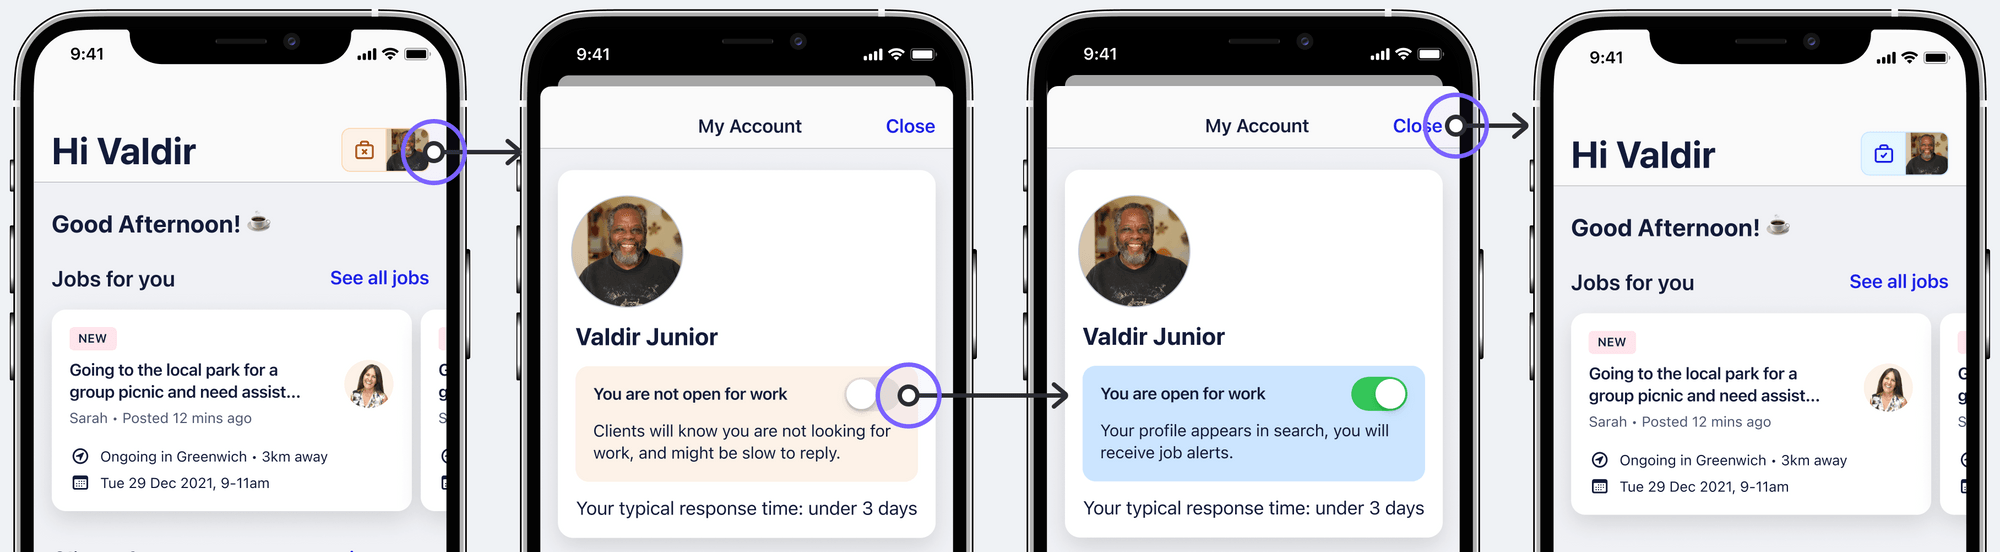 9:41
Hi Valdir
Good Afternoon!
Jobs for you
See all jobs
NEW
Going to the local park for a
group picnic and need assist...
Sarah • Posted 12 mins ago
Ongoing in Greenwich • 3km away
Tue 29 Dec 2021, 9-11am
9:41
My Account
Close
Valdir Junior
You are not open for work
Clients will know you are not looking for
work, and might be slow to reply.
Your typical response time: under 3 days
9:41
My Account
Close
Valdir Junior
You are open for work
Your profile appears in search, you will
receive job alerts.
Your typical response time: under 3 days
9:41
Hi Valdir
Good Afternoon!
Jobs for you
See all jobs
NEW
Going to the local park for a
group picnic and need assist...
Sarah • Posted 12 mins ago
Ongoing in Greenwich • 3km away
Tue 29 Dec 2021, 9-11am